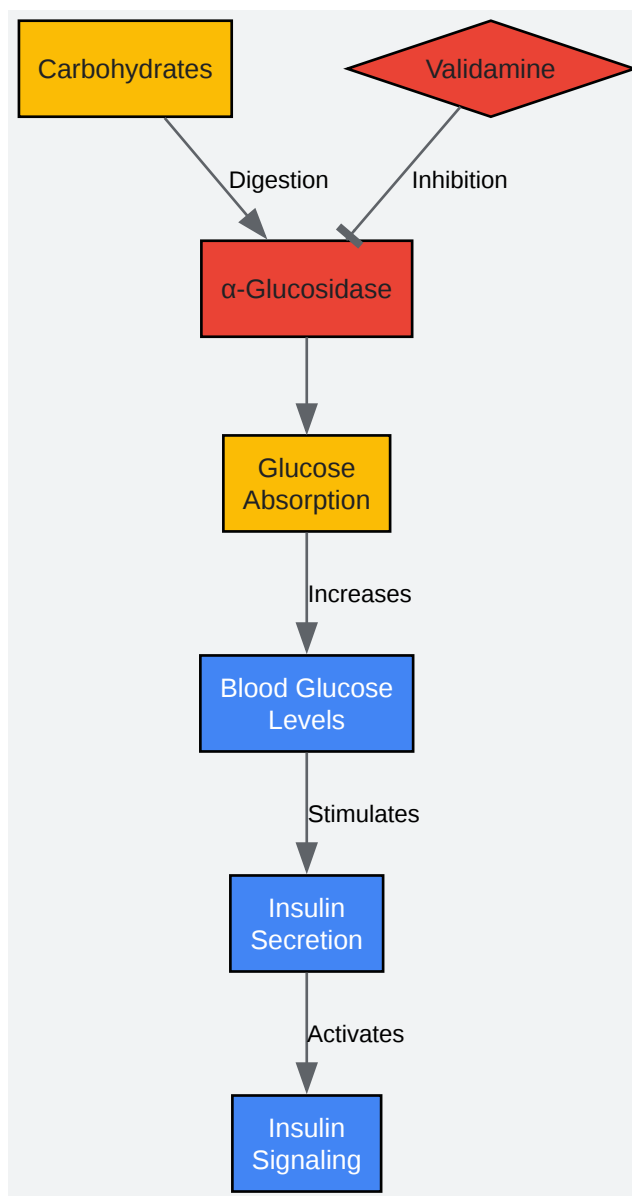 Carbohydrates
Validamine
Digestion
Inhibition
α-Glucosidase
Glucose
Absorption
Increases
Blood Glucose
Levels
Stimulates
Insulin
Secretion
Activates
Insulin
Signaling